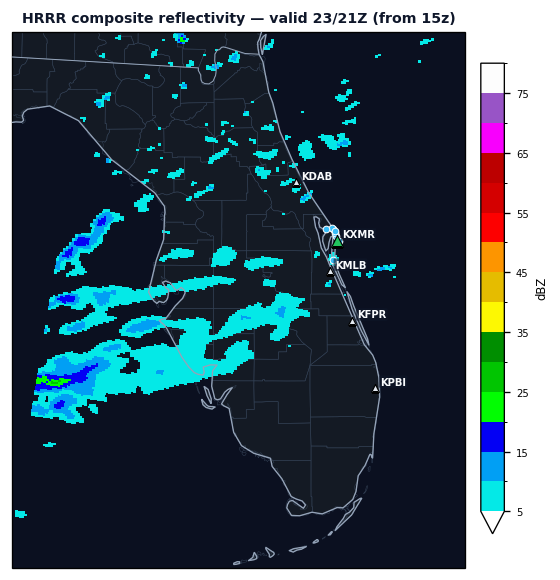 HRRR composite reflectivity — valid 23/21Z (from 15z)
KDAB
KXMR
KMLB
KFPR
KPBI
75
65
55
45
35
25
15
5
dBZ